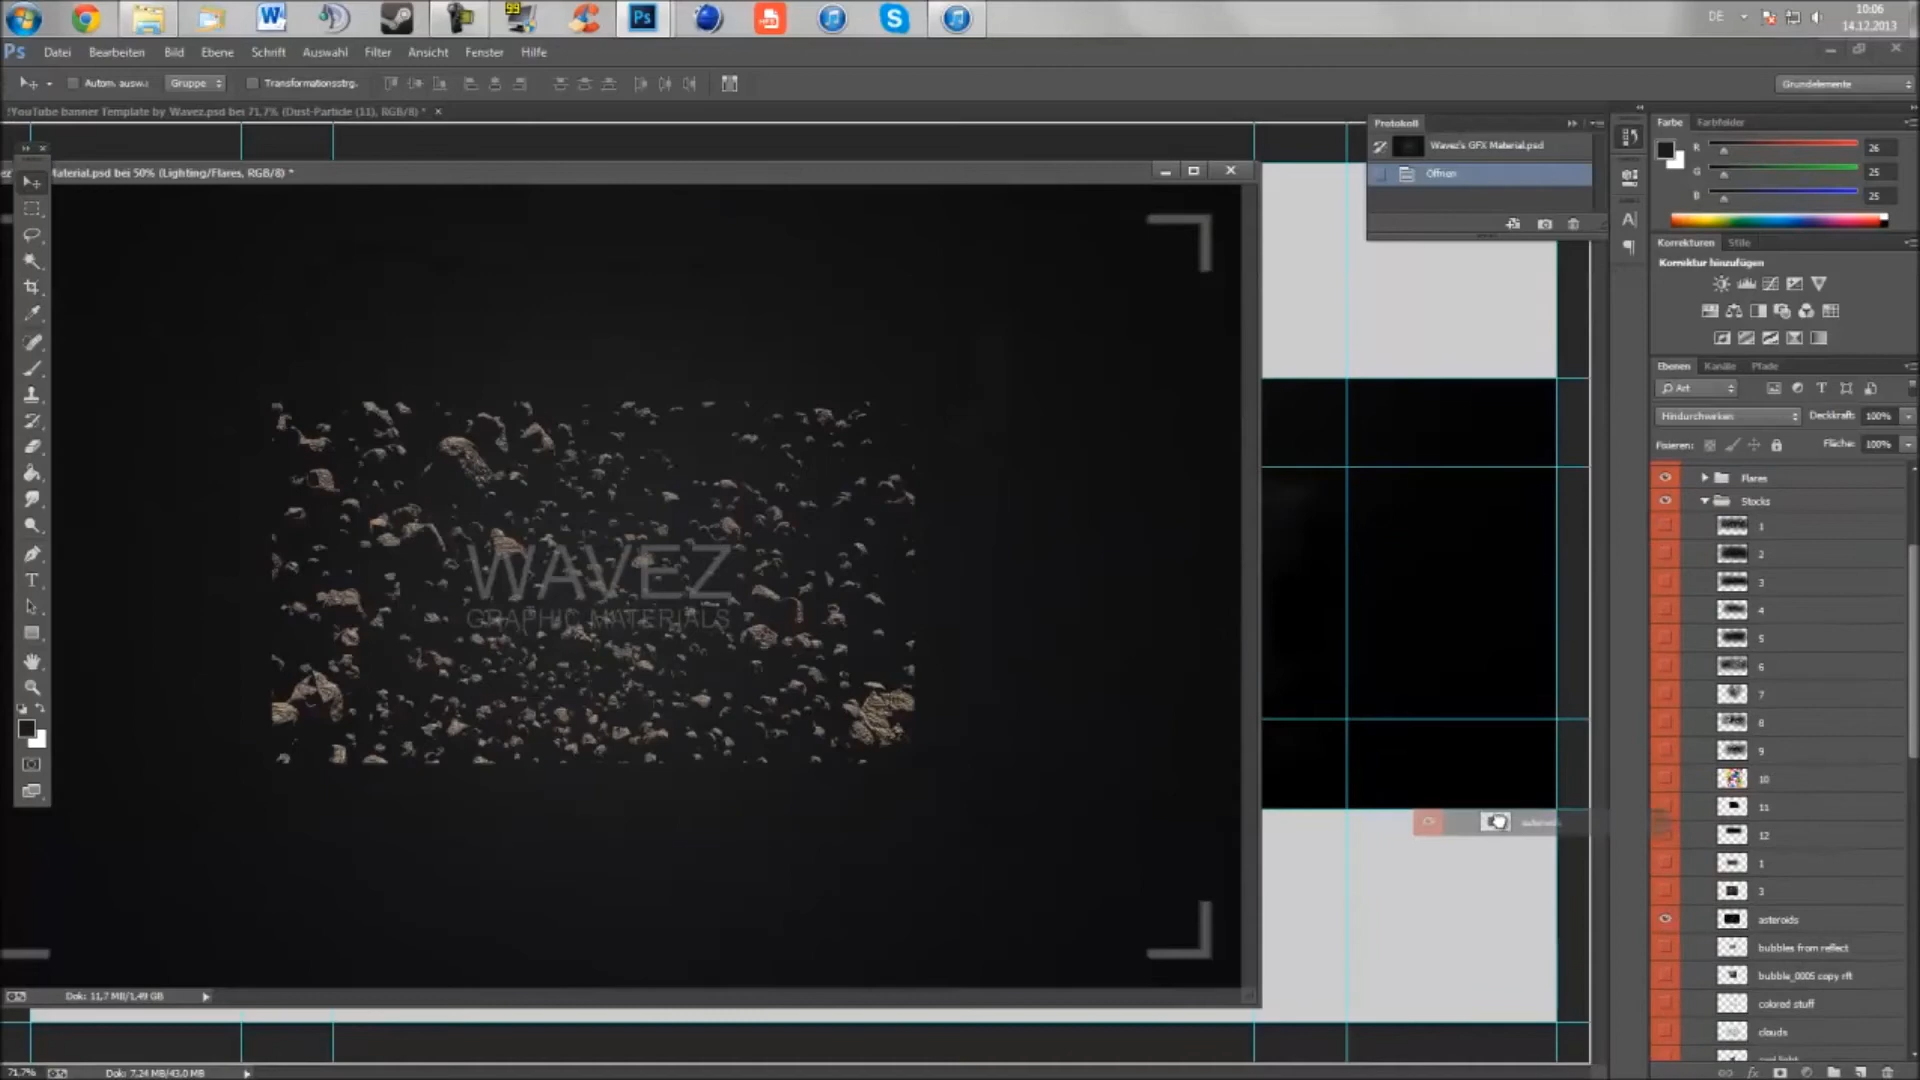 99
DE
10:06
14.12.2013
Ps
Datei Bearbeiten Bild Ebene Schrift Auswahl Filter Ansicht Fenster Hilfe
Autom. ausw.: Gruppe Transformationsstrg. Grundelemente
!YouTube banner Template by Wavez.psd bei 71,7% (Dust-Particle (11), RGB/8) *
Material.psd bei 50% (Lighting/Flares, RGB/8) *
Protokoll
Wavez's GFX Material.psd
Öffnen
Farbe Farbfelder
R 26
G 25
B 25
Korrekturen Stile
Korrektur hinzufügen
Ebenen Kanäle Pfade
Art
Hindurchwirken Deckkraft: 100%
Fixieren: Fläche: 100%
Flares
Stocks
1
2
3
4
5
6
7
8
9
10
11
12
1
3
asteroids
bubbles from reflect
bubble_0005 copy rft
colored stuff
clouds
WAVEZ
GRAPHIC MATERIALS
asteroids
Dok: 11,7 MB/1,49 GB
71,7% Dok: 7,24 MB/43,0 MB